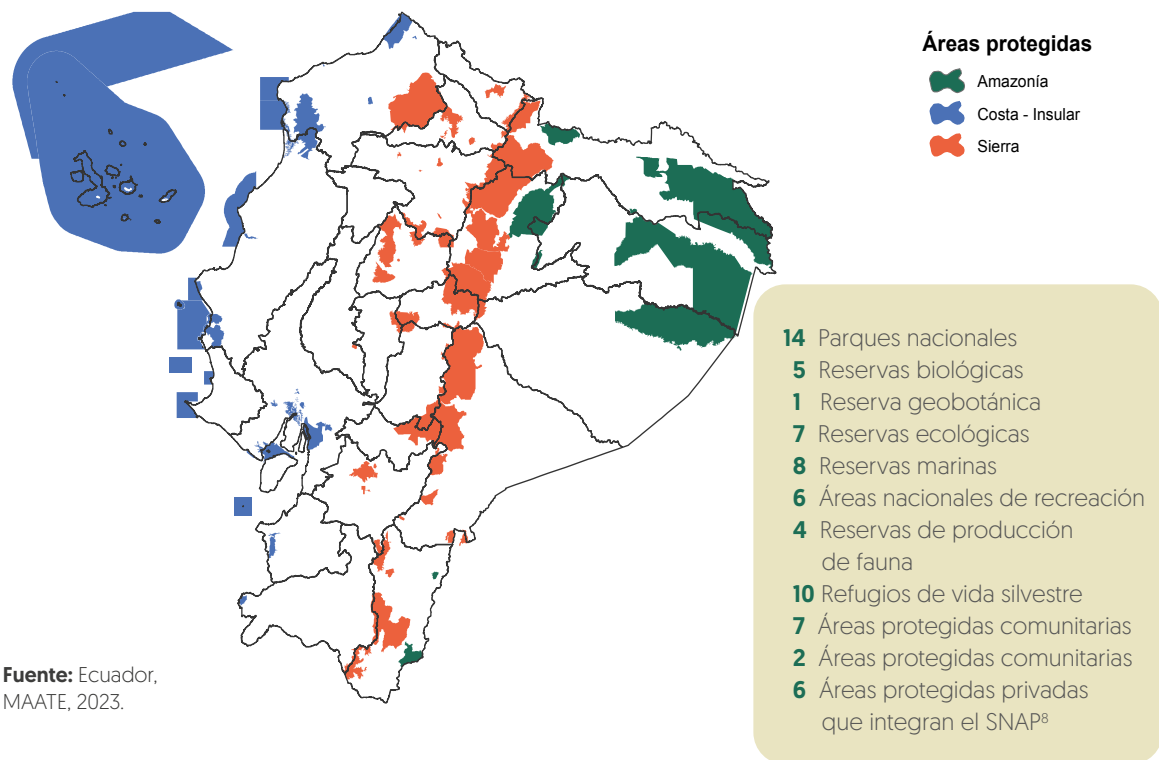 Áreas protegidas
Amazonía
Costa - Insular
Sierra
14 Parques nacionales
5 Reservas biológicas
1 Reserva geobotánica
7 Reservas ecológicas
8 Reservas marinas
6 Áreas nacionales de recreación
4 Reservas de producción
de fauna
10 Refugios de vida silvestre
7 Áreas protegidas comunitarias
2 Áreas protegidas comunitarias
6 Áreas protegidas privadas
que integran el SNAP⁸
Fuente: Ecuador,
MAATE, 2023.